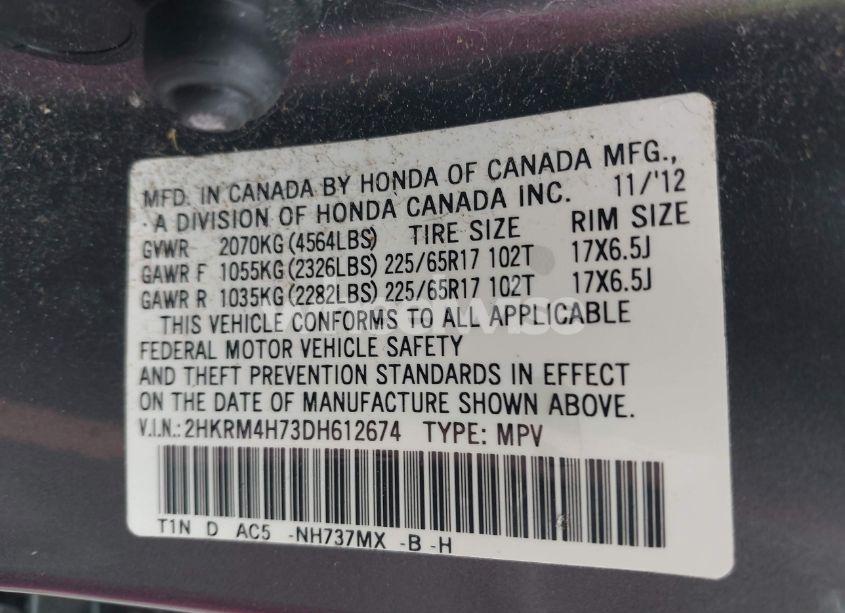 MFD. IN CANADA BY HONDA OF CANADA MFG.,
A DIVISION OF HONDA CANADA INC. 11/'12
GVWR 2070KG (4564LBS) TIRE SIZE RIM SIZE
GAWR F 1055KG (2326LBS) 225/65R17 102T 17X6.5J
GAWR R 1035KG (2282LBS) 225/65R17 102T 17X6.5J
THIS VEHICLE CONFORMS TO ALL APPLICABLE
FEDERAL MOTOR VEHICLE SAFETY
AND THEFT PREVENTION STANDARDS IN EFFECT
ON THE DATE OF MANUFACTURE SHOWN ABOVE.
V.I.N.:2HKRM4H73DH612674 TYPE: MPV
T1N D AC5 -NH737MX -B -H